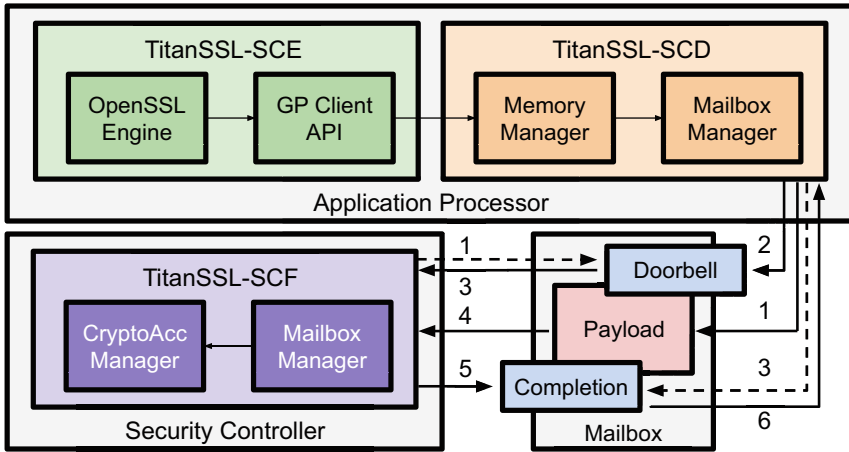 TitanSSL-SCE
TitanSSL-SCD
OpenSSL
Engine
GP Client
API
Memory
Manager
Mailbox
Manager
Application Processor
1
2
TitanSSL-SCF
Doorbell
3
CryptoAcc
Manager
Mailbox
Manager
4
Payload
1
5
Completion
3
6
Security Controller
Mailbox